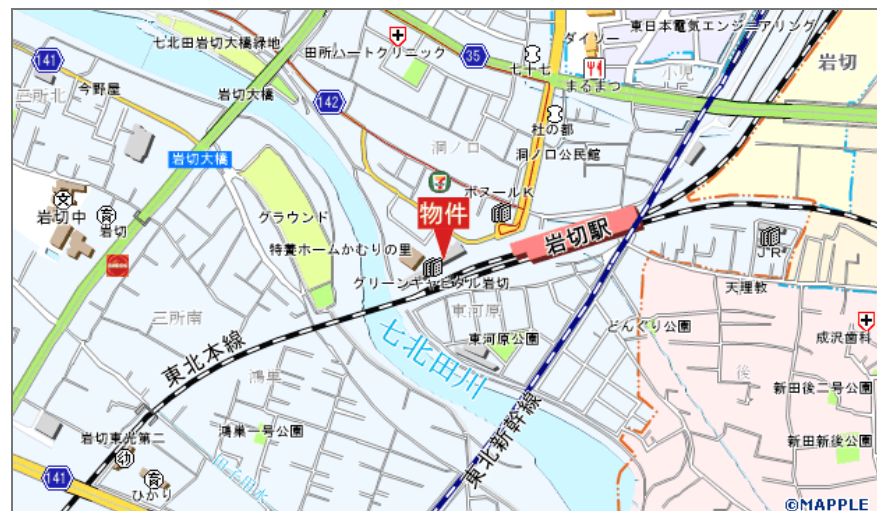 七北田岩切大橋緑地
田所ハートクリニック
ダイソー
東日本電気エンジニアリング
141
今野屋
三所北
岩切大橋
142
35
七十七
まるまつ
小児
岩切
杜の都
洞ノ口
洞ノ口公民館
岩切大橋
岩切中
岩切
グラウンド
ボヌールK
物件
特養ホームかむりの里
岩切駅
グリーンキャピタル岩切
JR
天理教
三所南
東北本線
東河原
東河原公園
どんぐり公園
成沢歯科
七北田川
鴻巣
後
新田後二号公園
岩切東光第二
鴻巣一号公園
東北新幹線
新田新後公園
141
ひかり
©MAPPLE